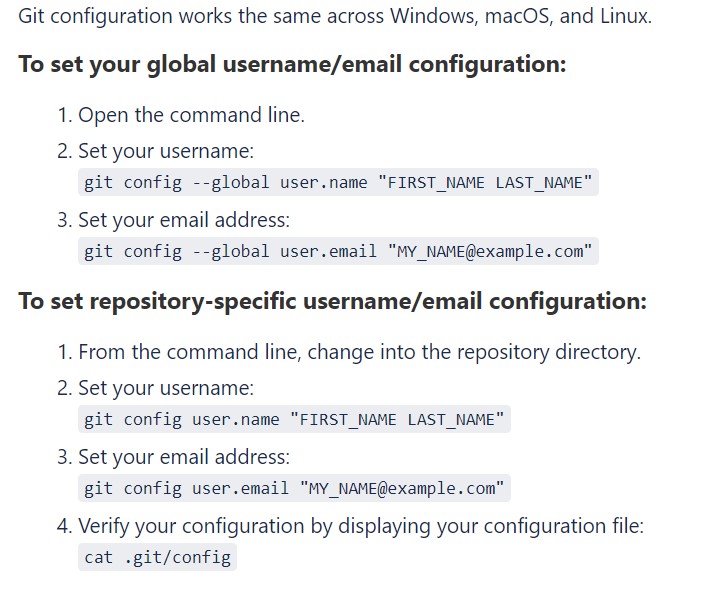 Git configuration works the same across Windows, macOS, and Linux.
To set your global username/email configuration:
1. Open the command line.
2. Set your username:
git config --global user.name "FIRST_NAME LAST_NAME"
3. Set your email address:
git config --global user.email "MY_NAME@example.com"
To set repository-specific username/email configuration:
1. From the command line, change into the repository directory.
2. Set your username:
git config user.name "FIRST_NAME LAST_NAME"
3. Set your email address:
git config user.email "MY_NAME@example.com"
4. Verify your configuration by displaying your configuration file:
cat .git/config